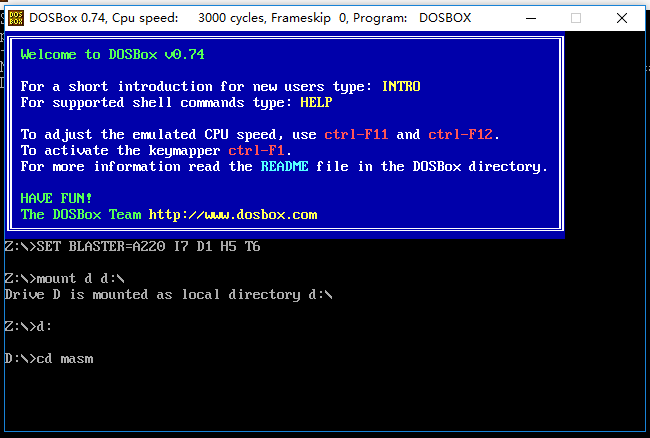 DOSBox 0.74, Cpu speed: 3000 cycles, Frameskip 0, Program: DOSBOX
Welcome to DOSBox v0.74
For a short introduction for new users type: INTRO
For supported shell commands type: HELP
To adjust the emulated CPU speed, use ctrl-F11 and ctrl-F12.
To activate the keymapper ctrl-F1.
For more information read the README file in the DOSBox directory.
HAVE FUN!
The DOSBox Team http://www.dosbox.com
Z:\>SET BLASTER=A220 I7 D1 H5 T6
Z:\>mount d d:\
Drive D is mounted as local directory d:\
Z:\>d:
D:\>cd masm